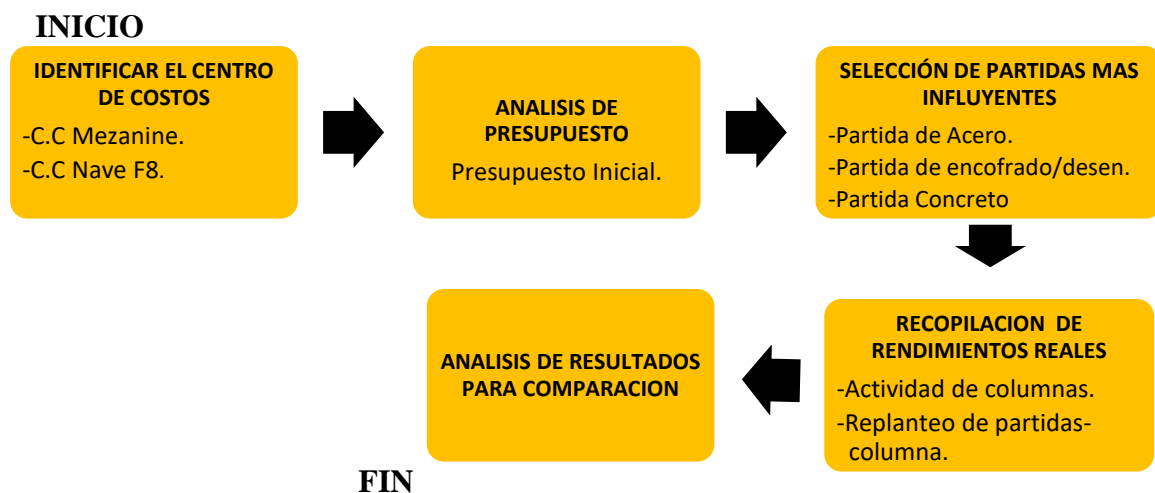 INICIO
IDENTIFICAR EL CENTRO
DE COSTOS
-C.C Mezanine.
-C.C Nave F8.
ANALISIS DE
PRESUPUESTO
Presupuesto Inicial.
SELECCIÓN DE PARTIDAS MAS
INFLUYENTES
-Partida de Acero.
-Partida de encofrado/desen.
-Partida Concreto
RECOPILACION DE
RENDIMIENTOS REALES
-Actividad de columnas.
-Replanteo de partidas-
columna.
ANALISIS DE RESULTADOS
PARA COMPARACION
FIN